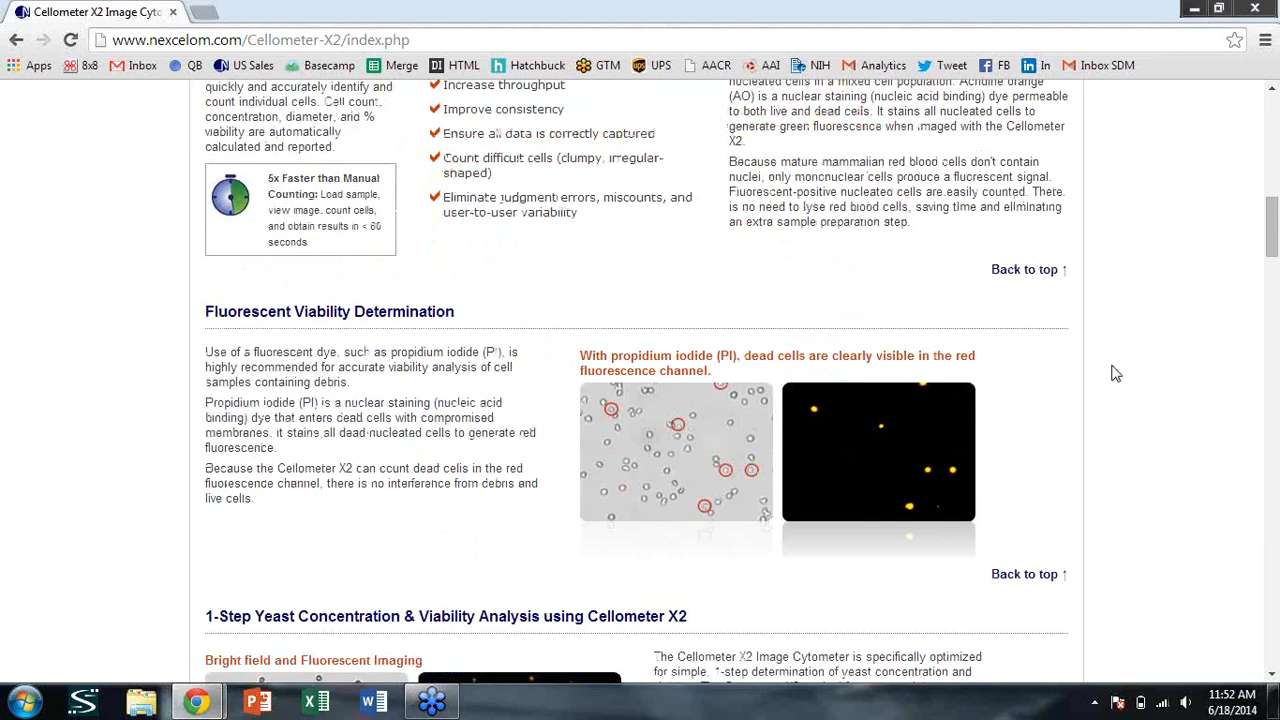 Cellometer X2 Image Cyto
www.nexcelom.com/Cellometer-X2/index.php
Apps 8x8 Inbox QB US Sales Basecamp Merge HTML Hatchbuck GTM UPS AACR AAI NIH Analytics Tweet FB In Inbox SDM
quickly and accurately identify and
count individual cells. Cell count,
concentration, diameter, and %
viability are automatically
calculated and reported.
5x Faster than Manual
Counting: Load sample,
view image, count cells,
and obtain results in < 60
seconds
Increase throughput
Improve consistency
Ensure all data is correctly captured
Count difficult cells (clumpy, irregular-
shaped)
Eliminate judgment errors, miscounts, and
user-to-user variability
nucleated cells in a mixed cell population. Acridine orange
(AO) is a nuclear staining (nucleic acid binding) dye permeable
to both live and dead cells. It stains all nucleated cells to
generate green fluorescence when imaged with the Cellometer
X2.
Because mature mammalian red blood cells don't contain
nuclei, only mononuclear cells produce a fluorescent signal.
Fluorescent-positive nucleated cells are easily counted. There
is no need to lyse red blood cells, saving time and eliminating
an extra sample preparation step.
Back to top ↑
Fluorescent Viability Determination
Use of a fluorescent dye, such as propidium iodide (PI), is
highly recommended for accurate viability analysis of cell
samples containing debris.
Propidium iodide (PI) is a nuclear staining (nucleic acid
binding) dye that enters dead cells with compromised
membranes. It stains all dead nucleated cells to generate red
fluorescence.
Because the Cellometer X2 can count dead cells in the red
fluorescence channel, there is no interference from debris and
live cells.
With propidium iodide (PI), dead cells are clearly visible in the red
fluorescence channel.
Back to top ↑
1-Step Yeast Concentration & Viability Analysis using Cellometer X2
Bright field and Fluorescent Imaging
The Cellometer X2 Image Cytometer is specifically optimized
for simple, 1-step determination of yeast concentration and
11:52 AM
6/18/2014